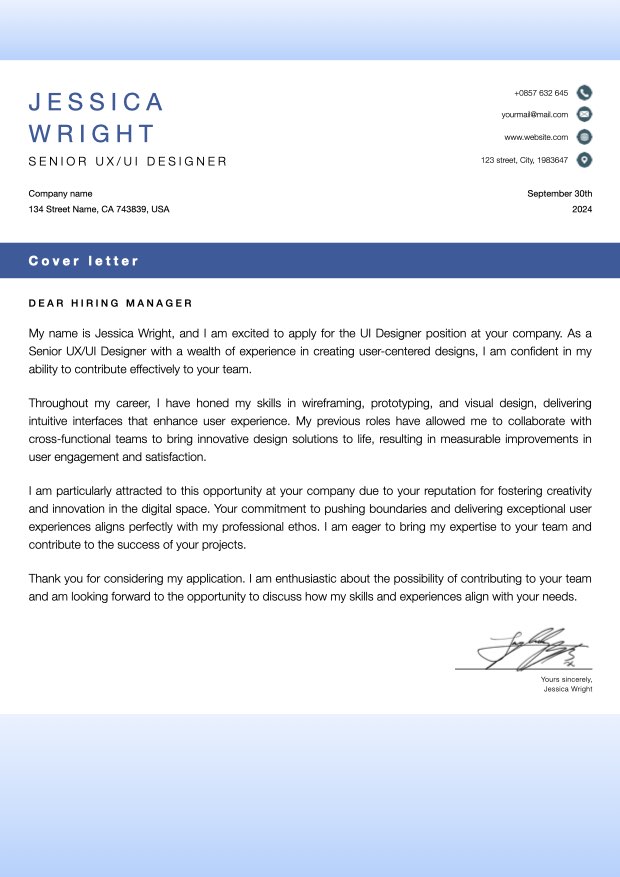 JESSICA
WRIGHT
SENIOR UX/UI DESIGNER
+0857 632 645
yourmail@mail.com
www.website.com
123 street, City, 1983647
Company name
134 Street Name, CA 743839, USA
September 30th
2024
Cover letter
DEAR HIRING MANAGER
My name is Jessica Wright, and I am excited to apply for the UI Designer position at your company. As a
Senior UX/UI Designer with a wealth of experience in creating user-centered designs, I am confident in my
ability to contribute effectively to your team.
Throughout my career, I have honed my skills in wireframing, prototyping, and visual design, delivering
intuitive interfaces that enhance user experience. My previous roles have allowed me to collaborate with
cross-functional teams to bring innovative design solutions to life, resulting in measurable improvements in
user engagement and satisfaction.
I am particularly attracted to this opportunity at your company due to your reputation for fostering creativity
and innovation in the digital space. Your commitment to pushing boundaries and delivering exceptional user
experiences aligns perfectly with my professional ethos. I am eager to bring my expertise to your team and
contribute to the success of your projects.
Thank you for considering my application. I am enthusiastic about the possibility of contributing to your team
and am looking forward to the opportunity to discuss how my skills and experiences align with your needs.
Yours sincerely,
Jessica Wright